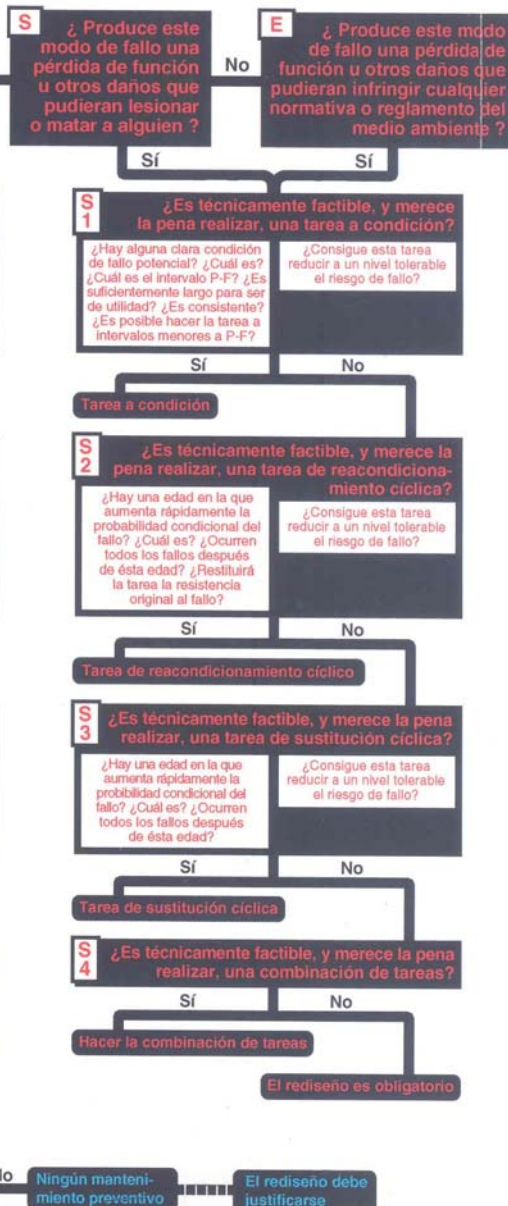 S
¿ Produce este
modo de fallo una
pérdida de función
u otros daños que
pudieran lesionar
o matar a alguien ?
No
E
¿ Produce este modo
de fallo una pérdida de
función u otros daños que
pudieran infringir cualquier
normativa o reglamento del
medio ambiente ?
Sí
Sí
S
1
¿Es técnicamente factible, y merece
la pena realizar, una tarea a condición?
¿Hay alguna clara condición
de fallo potencial? ¿Cuál es?
¿Cuál es el intervalo P-F? ¿Es
suficientemente largo para ser
de utilidad? ¿Es consistente?
¿Es posible hacer la tarea a
intervalos menores a P-F?
¿Consigue esta tarea
reducir a un nivel tolerable
el riesgo de fallo?
Sí
No
Tarea a condición
S
2
¿Es técnicamente factible, y merece la
pena realizar, una tarea de reacondiciona-
miento cíclica?
¿Hay una edad en la que
aumenta rápidamente la
probabilidad condicional del
fallo? ¿Cuál es? ¿Ocurren
todos los fallos después
de ésta edad? ¿Restituirá
la tarea la resistencia
original al fallo?
¿Consigue esta tarea
reducir a un nivel tolerable
el riesgo de fallo?
Sí
No
Tarea de reacondicionamiento cíclico
S
3
¿Es técnicamente factible, y merece la pena
realizar, una tarea de sustitución cíclica?
¿Hay una edad en la que
aumenta rápidamente la
probibilidad condicional del
fallo? ¿Cuál es? ¿Ocurren
todos los fallos después
de ésta edad?
¿Consigue esta tarea
reducir a un nivel tolerable
el riesgo de fallo?
Sí
No
Tarea de sustitución cíclica
S
4
¿Es técnicamente factible, y merece la pena
realizar, una combinación de tareas?
Sí
No
Hacer la combinación de tareas
El rediseño es obligatorio
Ningún manteni-
miento preventivo
El rediseño debe
justificarse